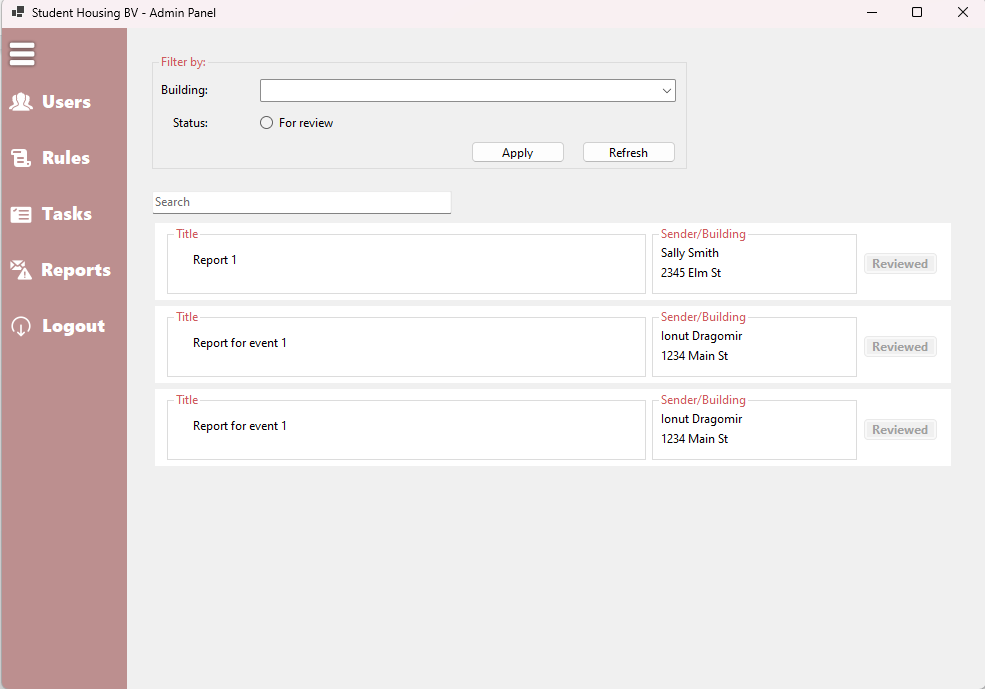 Student Housing BV - Admin Panel
Users
Rules
Tasks
Reports
Logout
Filter by:
Building:
Status:
For review
Apply
Refresh
Search
Title
Report 1
Sender/Building
Sally Smith
2345 Elm St
Reviewed
Title
Report for event 1
Sender/Building
Ionut Dragomir
1234 Main St
Reviewed
Title
Report for event 1
Sender/Building
Ionut Dragomir
1234 Main St
Reviewed